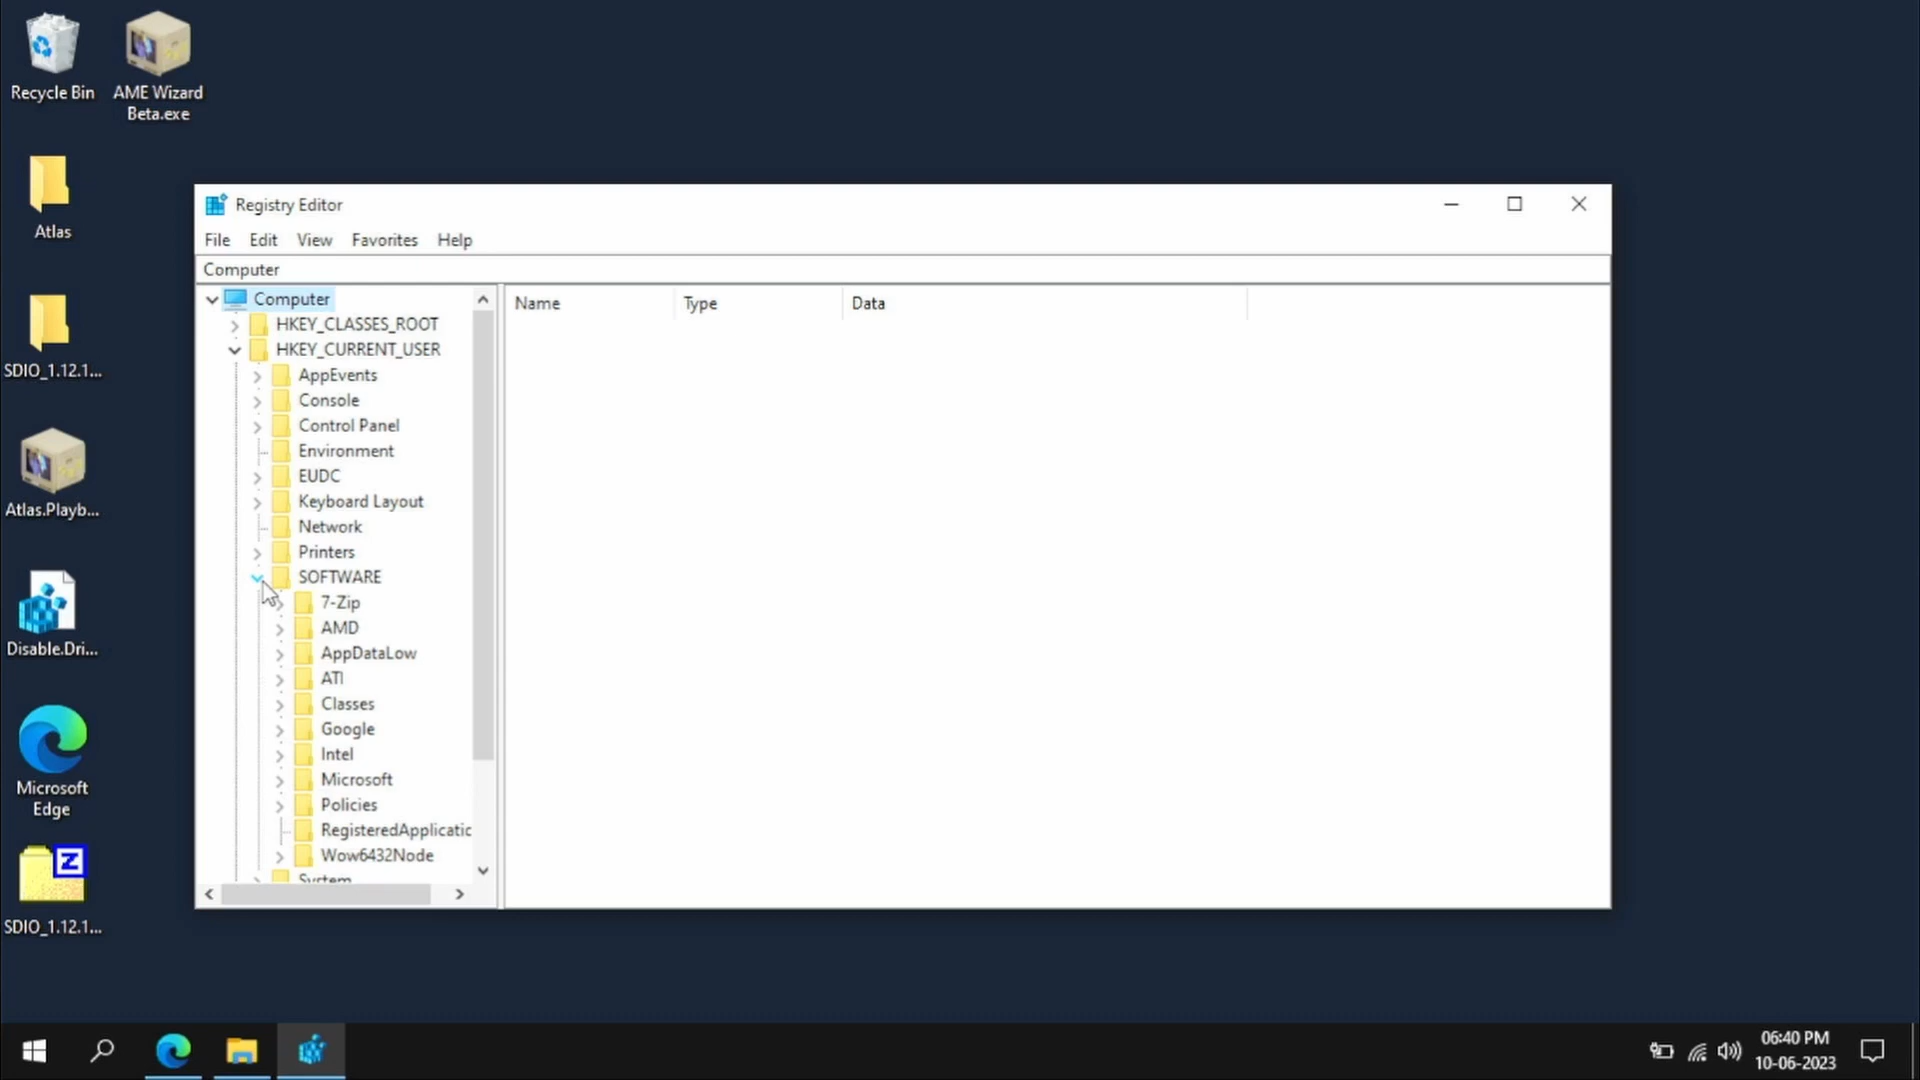 Recycle Bin
AME Wizard
Beta.exe
Atlas
SDIO_1.12.1...
Atlas.Playb...
Disable.Dri...
Microsoft
Edge
SDIO_1.12.1...
Registry Editor
File Edit View Favorites Help
Computer
Computer
HKEY_CLASSES_ROOT
HKEY_CURRENT_USER
AppEvents
Console
Control Panel
Environment
EUDC
Keyboard Layout
Network
Printers
SOFTWARE
7-Zip
AMD
AppDataLow
ATI
Classes
Google
Intel
Microsoft
Policies
RegisteredApplicatio
Wow6432Node
System
Name Type Data
Z
06:40 PM
10-06-2023